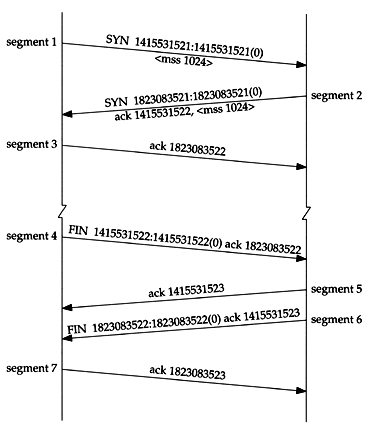 segment 1
SYN 1415531521:1415531521(0)
<mss 1024>
SYN 1823083521:1823083521(0)
segment 2
ack 1415531522, <mss 1024>
segment 3
ack 1823083522
segment 4
FIN 1415531522:1415531522(0) ack 1823083522
ack 1415531523
segment 5
FIN 1823083522:1823083522(0) ack 1415531523
segment 6
segment 7
ack 1823083523